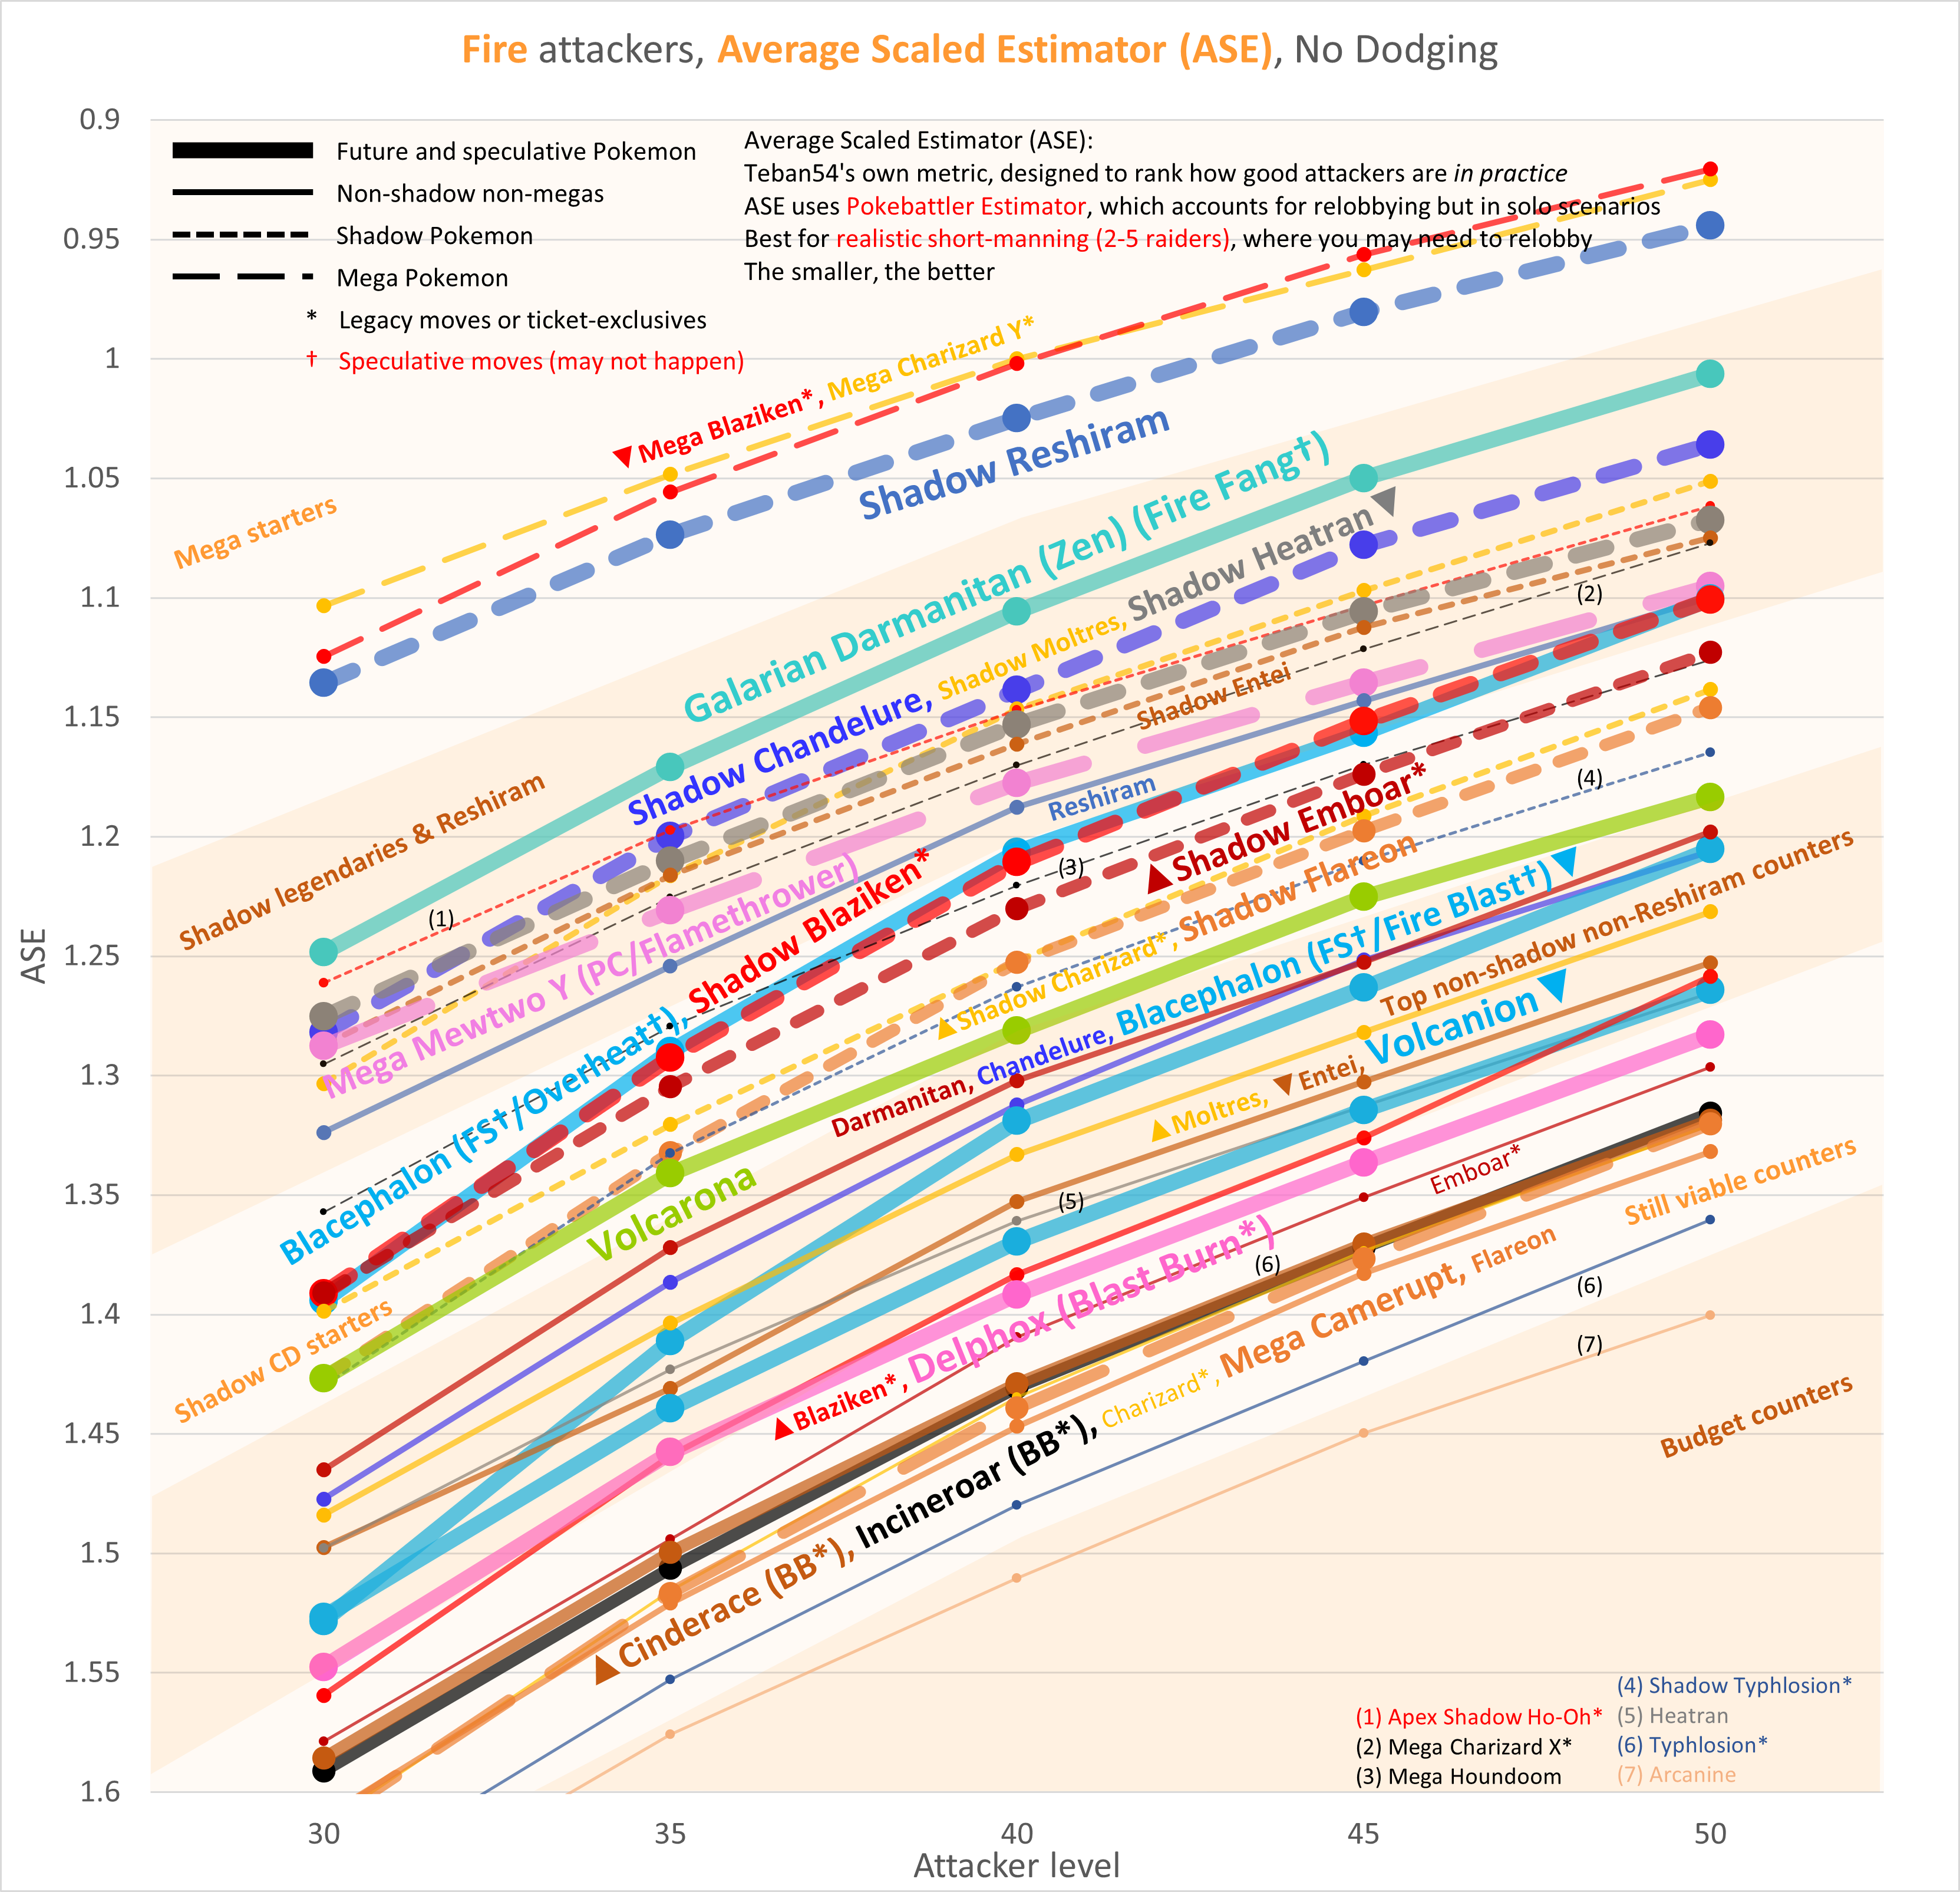 Fire attackers, Average Scaled Estimator (ASE), No Dodging
Future and speculative Pokemon
Non-shadow non-megas
Shadow Pokemon
Mega Pokemon
* Legacy moves or ticket-exclusives
† Speculative moves (may not happen)
Average Scaled Estimator (ASE):
Teban54's own metric, designed to rank how good attackers are in practice
ASE uses Pokebattler Estimator, which accounts for relobbying but in solo scenarios
Best for realistic short-manning (2-5 raiders), where you may need to relobby
The smaller, the better
0.9
0.95
1
1.05
1.1
1.15
1.2
1.25
1.3
1.35
1.4
1.45
1.5
1.55
1.6
ASE
Mega starters
▼Mega Blaziken*, Mega Charizard Y*
Shadow Reshiram
Galarian Darmanitan (Zen) (Fire Fang†)
Shadow Chandelure, Shadow Moltres, Shadow Heatran▼
Shadow Entei
(2)
Shadow legendaries & Reshiram
(1)
Mega Mewtwo Y (PC/Flamethrower)
Reshiram
(3)
(4)
Blacephalon (FS†/Overheat†), Shadow Blaziken*
▲Shadow Emboar*
▲Shadow Charizard*, Shadow Flareon
Shadow CD starters
Volcarona
Darmanitan, Chandelure, Blacephalon (FS†/Fire Blast†)▼
Top non-shadow non-Reshiram counters
▲Moltres, ▼Entei, Volcanion▼
(5)
▲Blaziken*, Delphox (Blast Burn*)
Emboar*
(6)
Still viable counters
▲Cinderace (BB*), Incineroar (BB*), Charizard*, Mega Camerupt, Flareon
(6)
(7)
Budget counters
(1) Apex Shadow Ho-Oh*
(2) Mega Charizard X*
(3) Mega Houndoom
(4) Shadow Typhlosion*
(5) Heatran
(6) Typhlosion*
(7) Arcanine
30 35 40 45 50
Attacker level